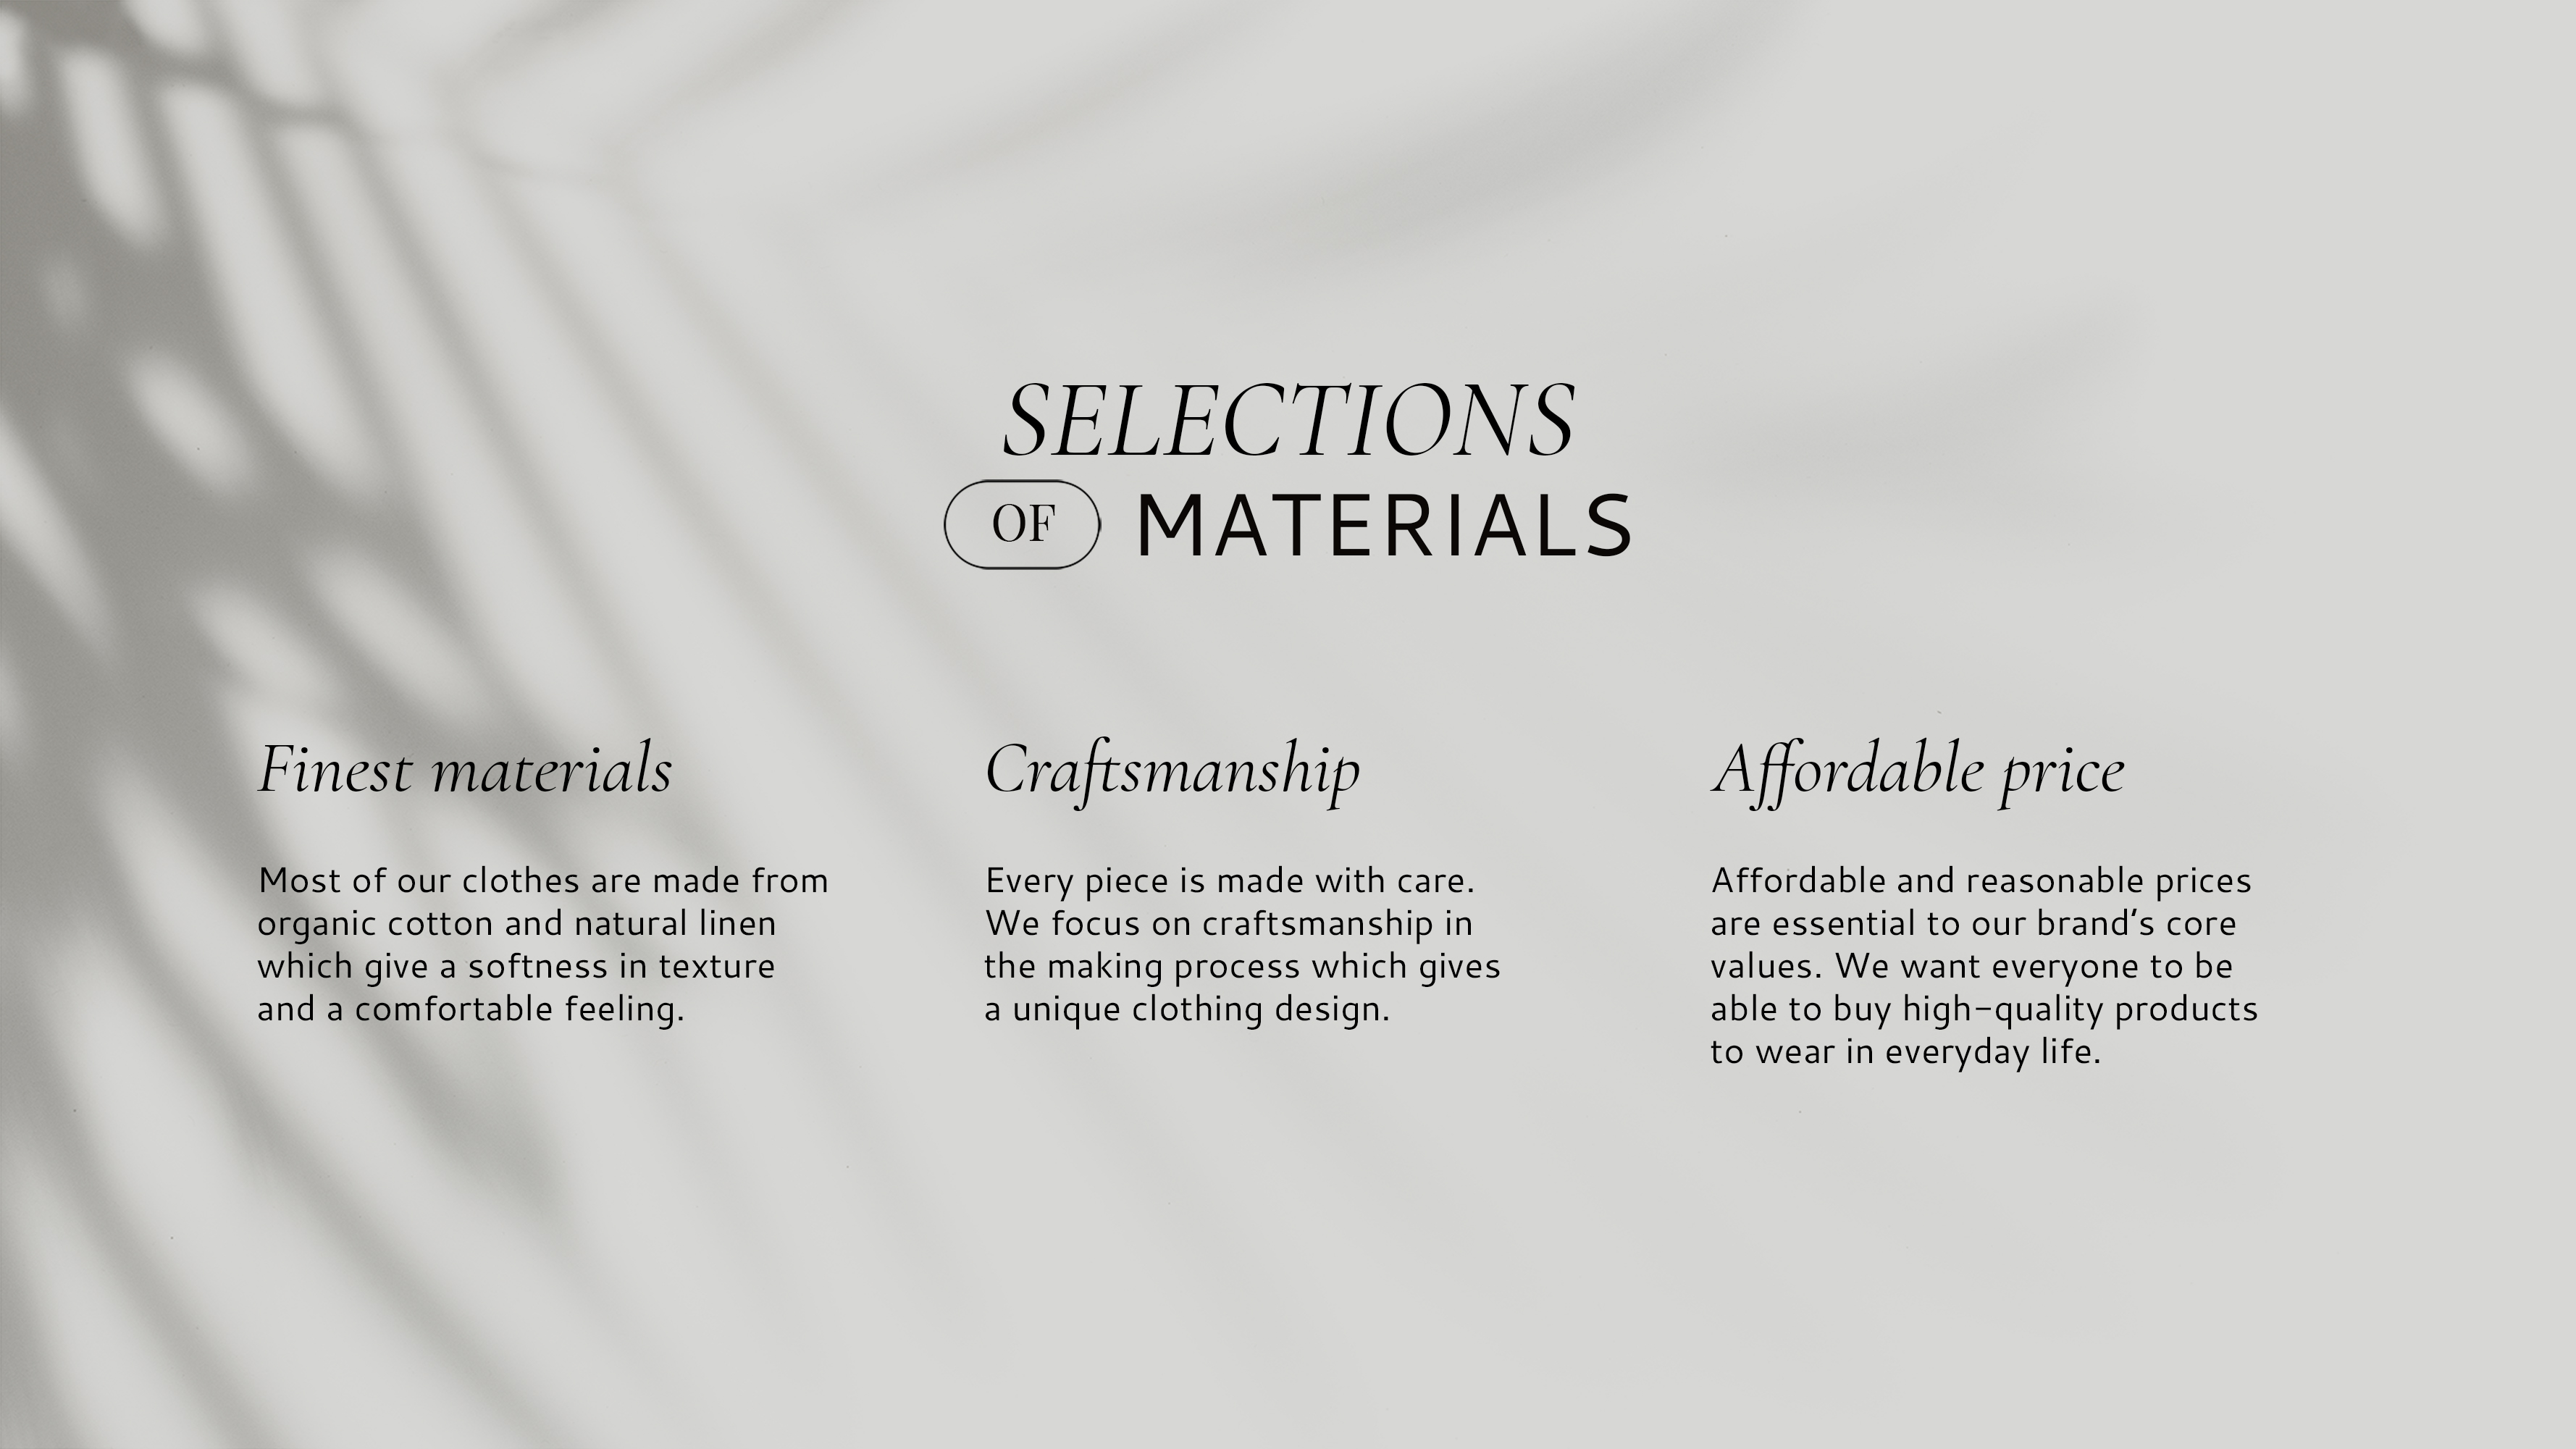 SELECTIONS
OF MATERIALS
Finest materials
Most of our clothes are made from
organic cotton and natural linen
which give a softness in texture
and a comfortable feeling.
Craftsmanship
Every piece is made with care.
We focus on craftsmanship in
the making process which gives
a unique clothing design.
Affordable price
Affordable and reasonable prices
are essential to our brand’s core
values. We want everyone to be
able to buy high-quality products
to wear in everyday life.